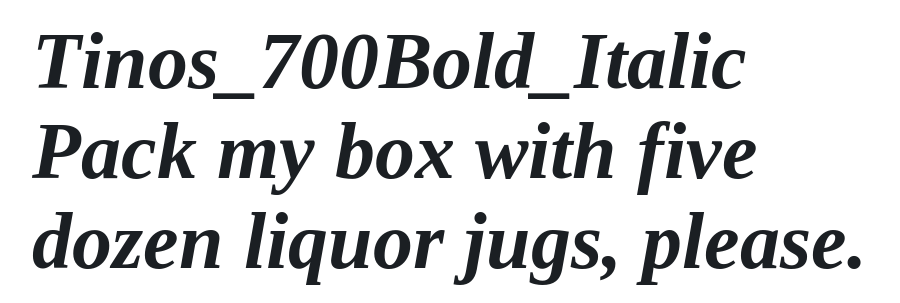 Tinos_700Bold_Italic
Pack my box with five
dozen liquor jugs, please.